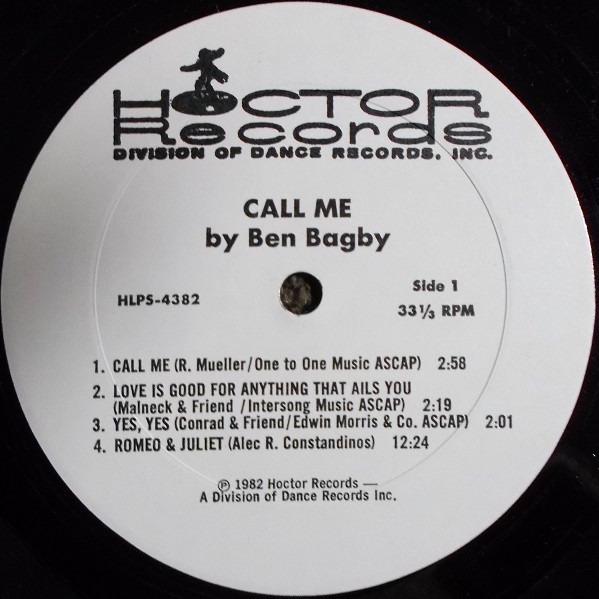 HOCTOR
Records
DIVISION OF DANCE RECORDS, INC.
CALL ME
by Ben Bagby
HLPS-4382
Side 1
33 1/3 RPM
1. CALL ME (R. Mueller/One to One Music ASCAP) 2:58
2. LOVE IS GOOD FOR ANYTHING THAT AILS YOU
(Malneck & Friend /Intersong Music ASCAP) 2:19
3. YES, YES (Conrad & Friend/Edwin Morris & Co. ASCAP) 2:01
4. ROMEO & JULIET (Alec R. Constandinos) 12:24
℗ 1982 Hoctor Records —
A Division of Dance Records Inc.